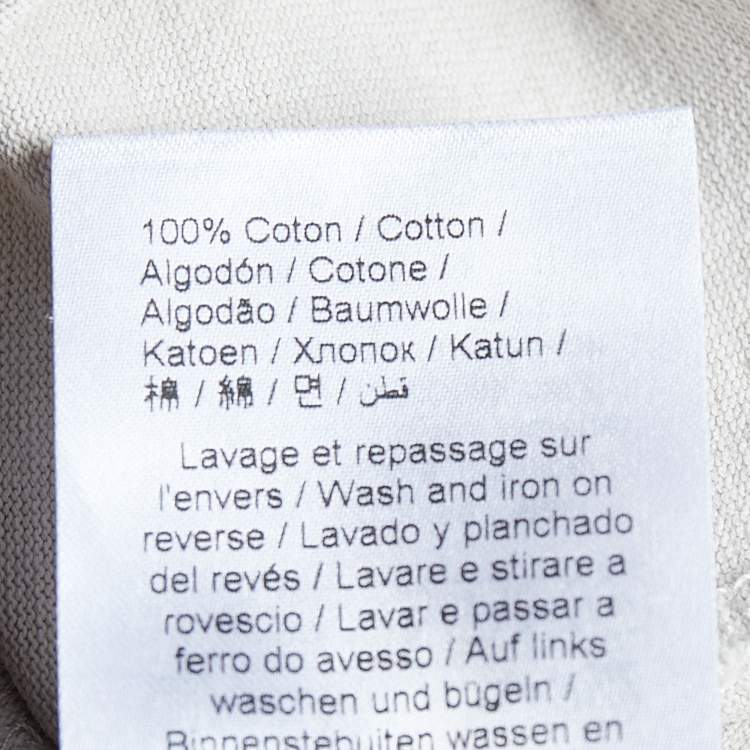 100% Coton / Cotton /
Algodón / Cotone /
Algodão / Baumwolle /
Katoen / Хлопок / Katun /
棉 / 綿 / 면 / قطن
Lavage et repassage sur
l'envers / Wash and iron on
reverse / Lavado y planchado
del revés / Lavare e stirare a
rovescio / Lavar e passar a
ferro do avesso / Auf links
waschen und bügeln /
Binnenstebuiten wassen en